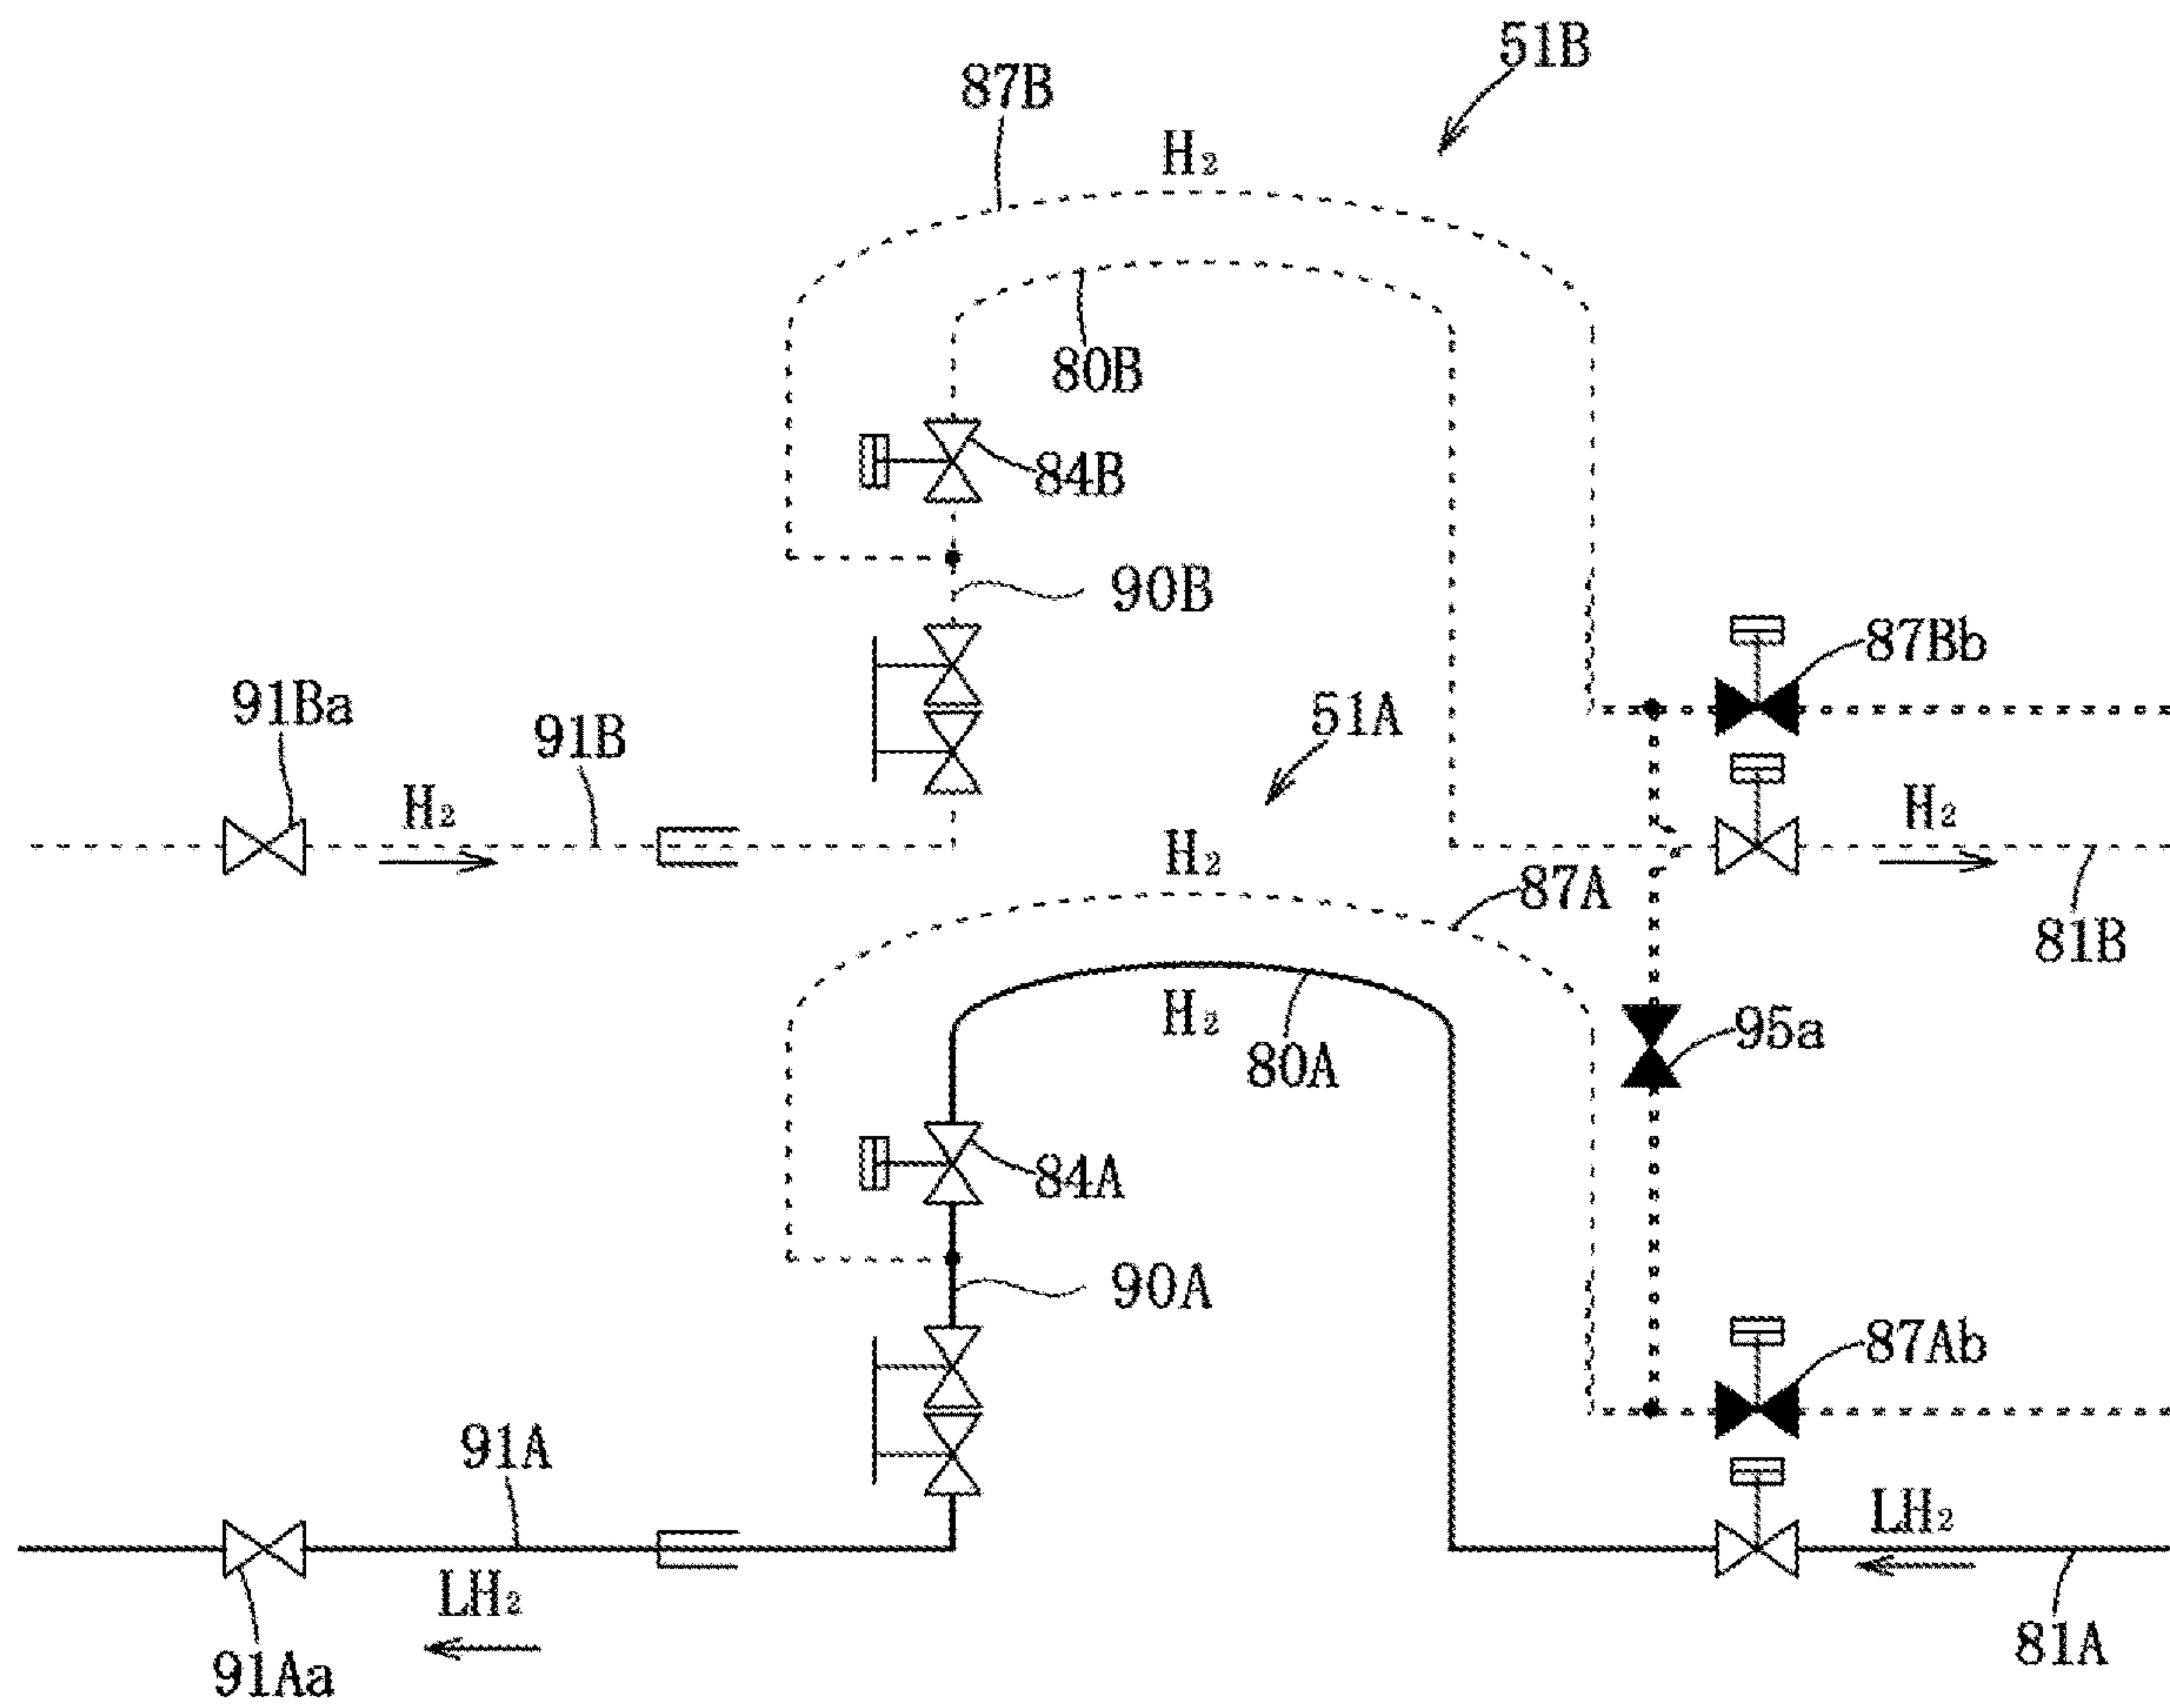 51B
87B
H₂
80B
84B
90B
87Bb
91Ba
51A
91B
H₂
H₂
H₂
87A
81B
H₂
95a
80A
84A
90A
87Ab
91A
LH₂
LH₂
81A
91Aa